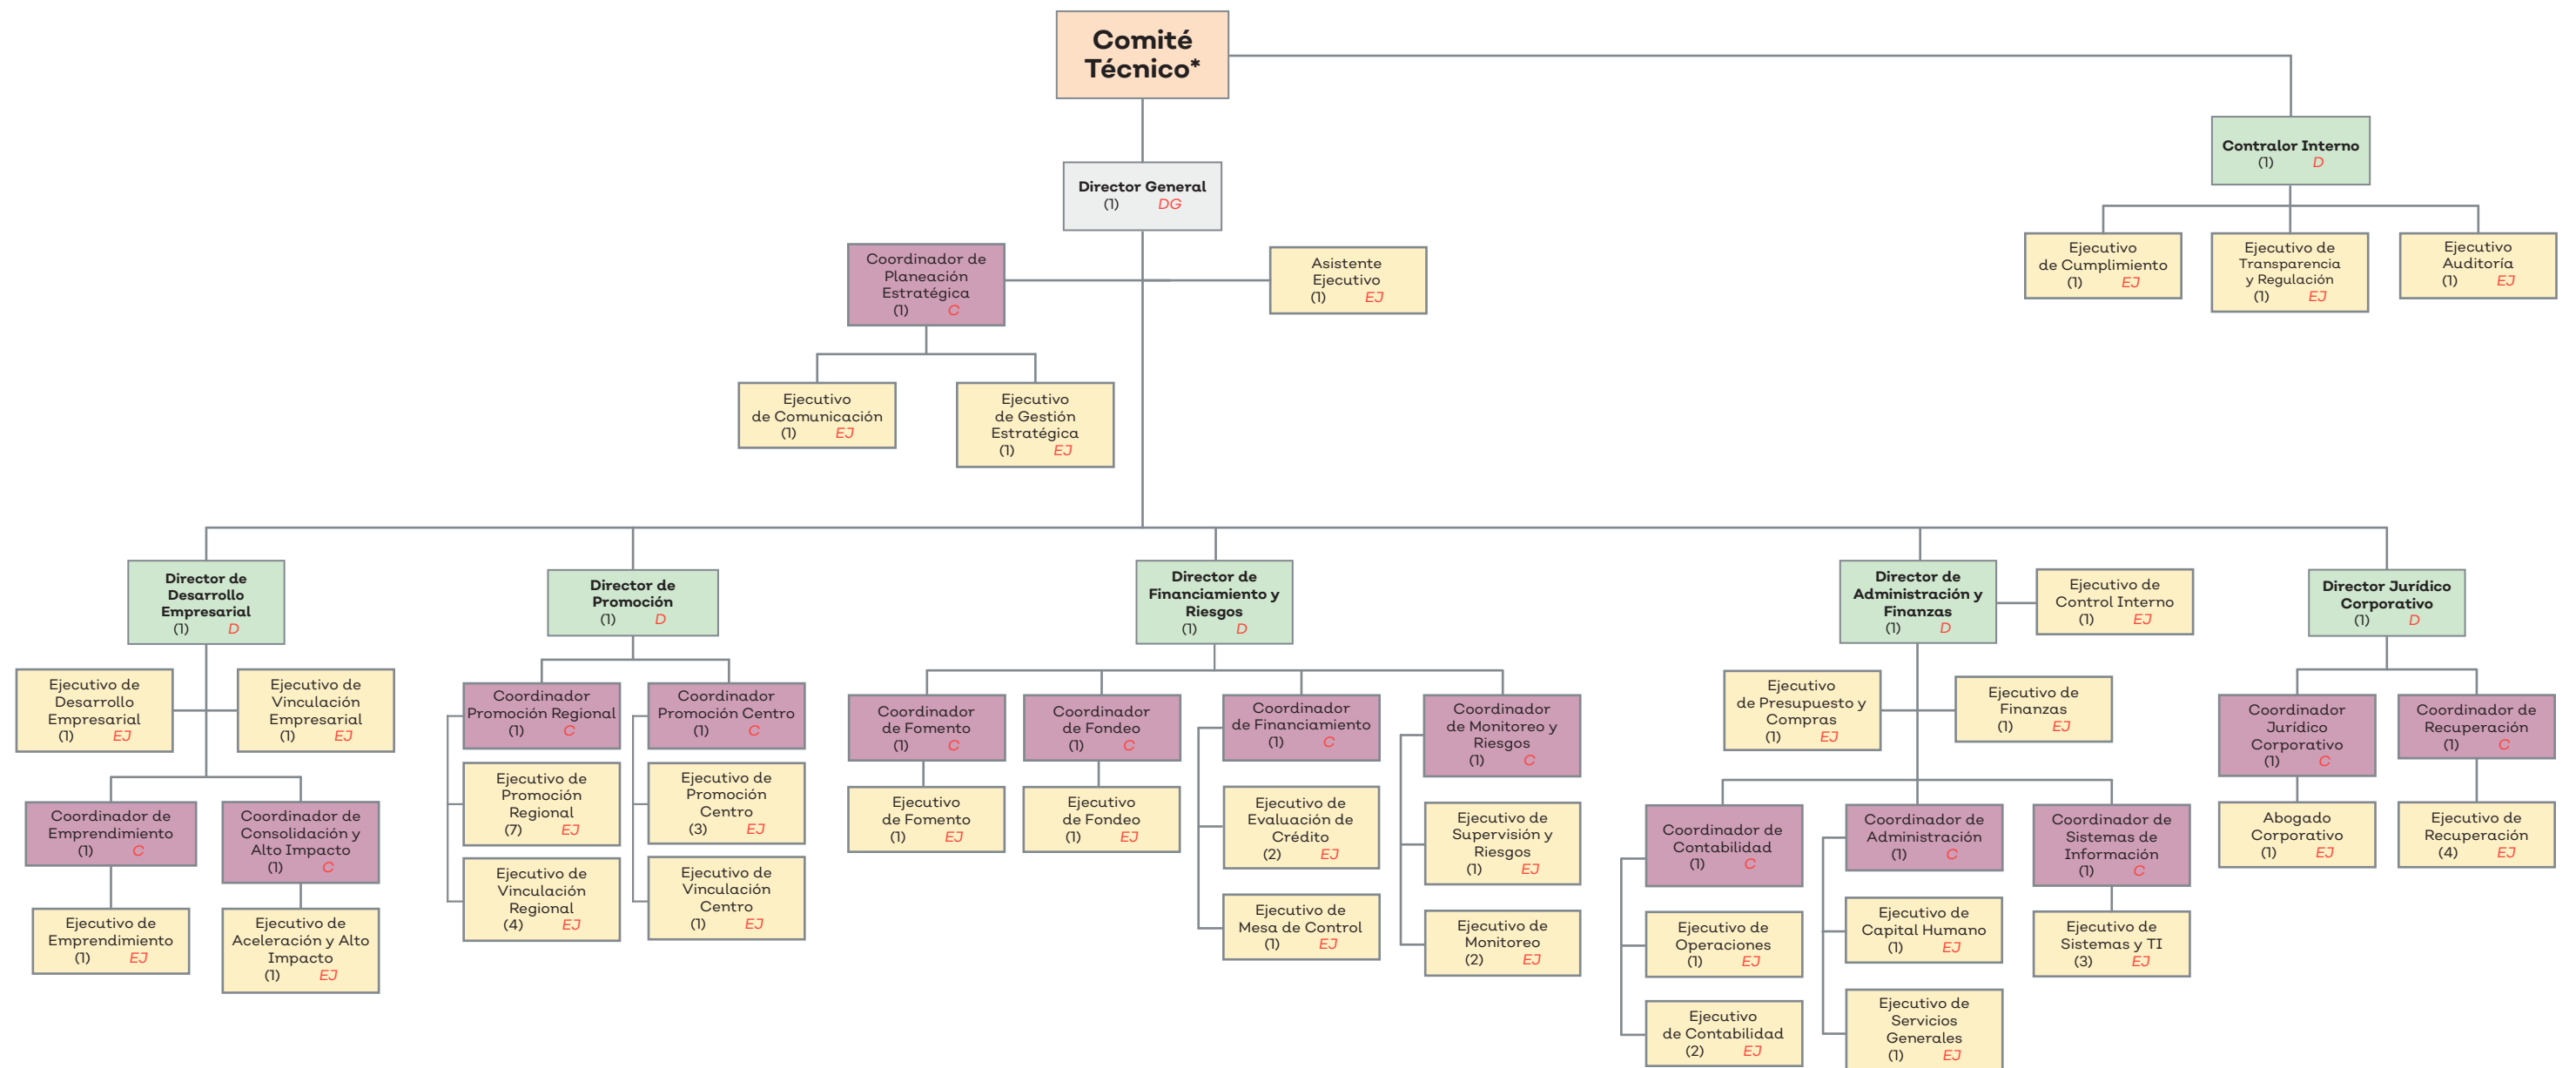 Comité
Técnico*
Contralor Interno
(1) D
Director General
(1) DG
Ejecutivo
de Cumplimiento
(1) EJ
Ejecutivo de
Transparencia
y Regulación
(1) EJ
Ejecutivo
Auditoría
(1) EJ
Coordinador de
Planeación
Estratégica
(1) C
Asistente
Ejecutivo
(1) EJ
Ejecutivo
de Comunicación
(1) EJ
Ejecutivo
de Gestión
Estratégica
(1) EJ
Director de
Desarrollo
Empresarial
(1) D
Ejecutivo de
Desarrollo
Empresarial
(1) EJ
Ejecutivo de
Vinculación
Empresarial
(1) EJ
Coordinador de
Emprendimiento
(1) C
Coordinador de
Consolidación y
Alto Impacto
(1) C
Ejecutivo de
Emprendimiento
(1) EJ
Ejecutivo de
Aceleración y Alto
Impacto
(1) EJ
Director de
Promoción
(1) D
Coordinador
Promoción Regional
(1) C
Coordinador
Promoción Centro
(1) C
Ejecutivo de
Promoción
Regional
(7) EJ
Ejecutivo de
Promoción
Centro
(3) EJ
Ejecutivo de
Vinculación
Regional
(4) EJ
Ejecutivo de
Vinculación
Centro
(1) EJ
Director de
Financiamiento y
Riesgos
(1) D
Coordinador
de Fomento
(1) C
Coordinador
de Fondeo
(1) C
Coordinador
de Financiamiento
(1) C
Coordinador
de Monitoreo y
Riesgos
(1) C
Ejecutivo
de Fomento
(1) EJ
Ejecutivo
de Fondeo
(1) EJ
Ejecutivo de
Evaluación de
Crédito
(2) EJ
Ejecutivo de
Supervisión y
Riesgos
(1) EJ
Ejecutivo de
Mesa de Control
(1) EJ
Ejecutivo de
Monitoreo
(2) EJ
Director de
Administración y
Finanzas
(1) D
Ejecutivo de
Control Interno
(1) EJ
Ejecutivo
de Presupuesto y
Compras
(1) EJ
Ejecutivo de
Finanzas
(1) EJ
Coordinador de
Contabilidad
(1) C
Coordinador de
Administración
(1) C
Coordinador de
Sistemas de
Información
(1) C
Ejecutivo de
Operaciones
(1) EJ
Ejecutivo de
Capital Humano
(1) EJ
Ejecutivo de
Sistemas y TI
(3) EJ
Ejecutivo
de Contabilidad
(2) EJ
Ejecutivo de
Servicios
Generales
(1) EJ
Director Jurídico
Corporativo
(1) D
Coordinador
Jurídico
Corporativo
(1) C
Coordinador de
Recuperación
(1) C
Abogado
Corporativo
(1) EJ
Ejecutivo de
Recuperación
(4) EJ